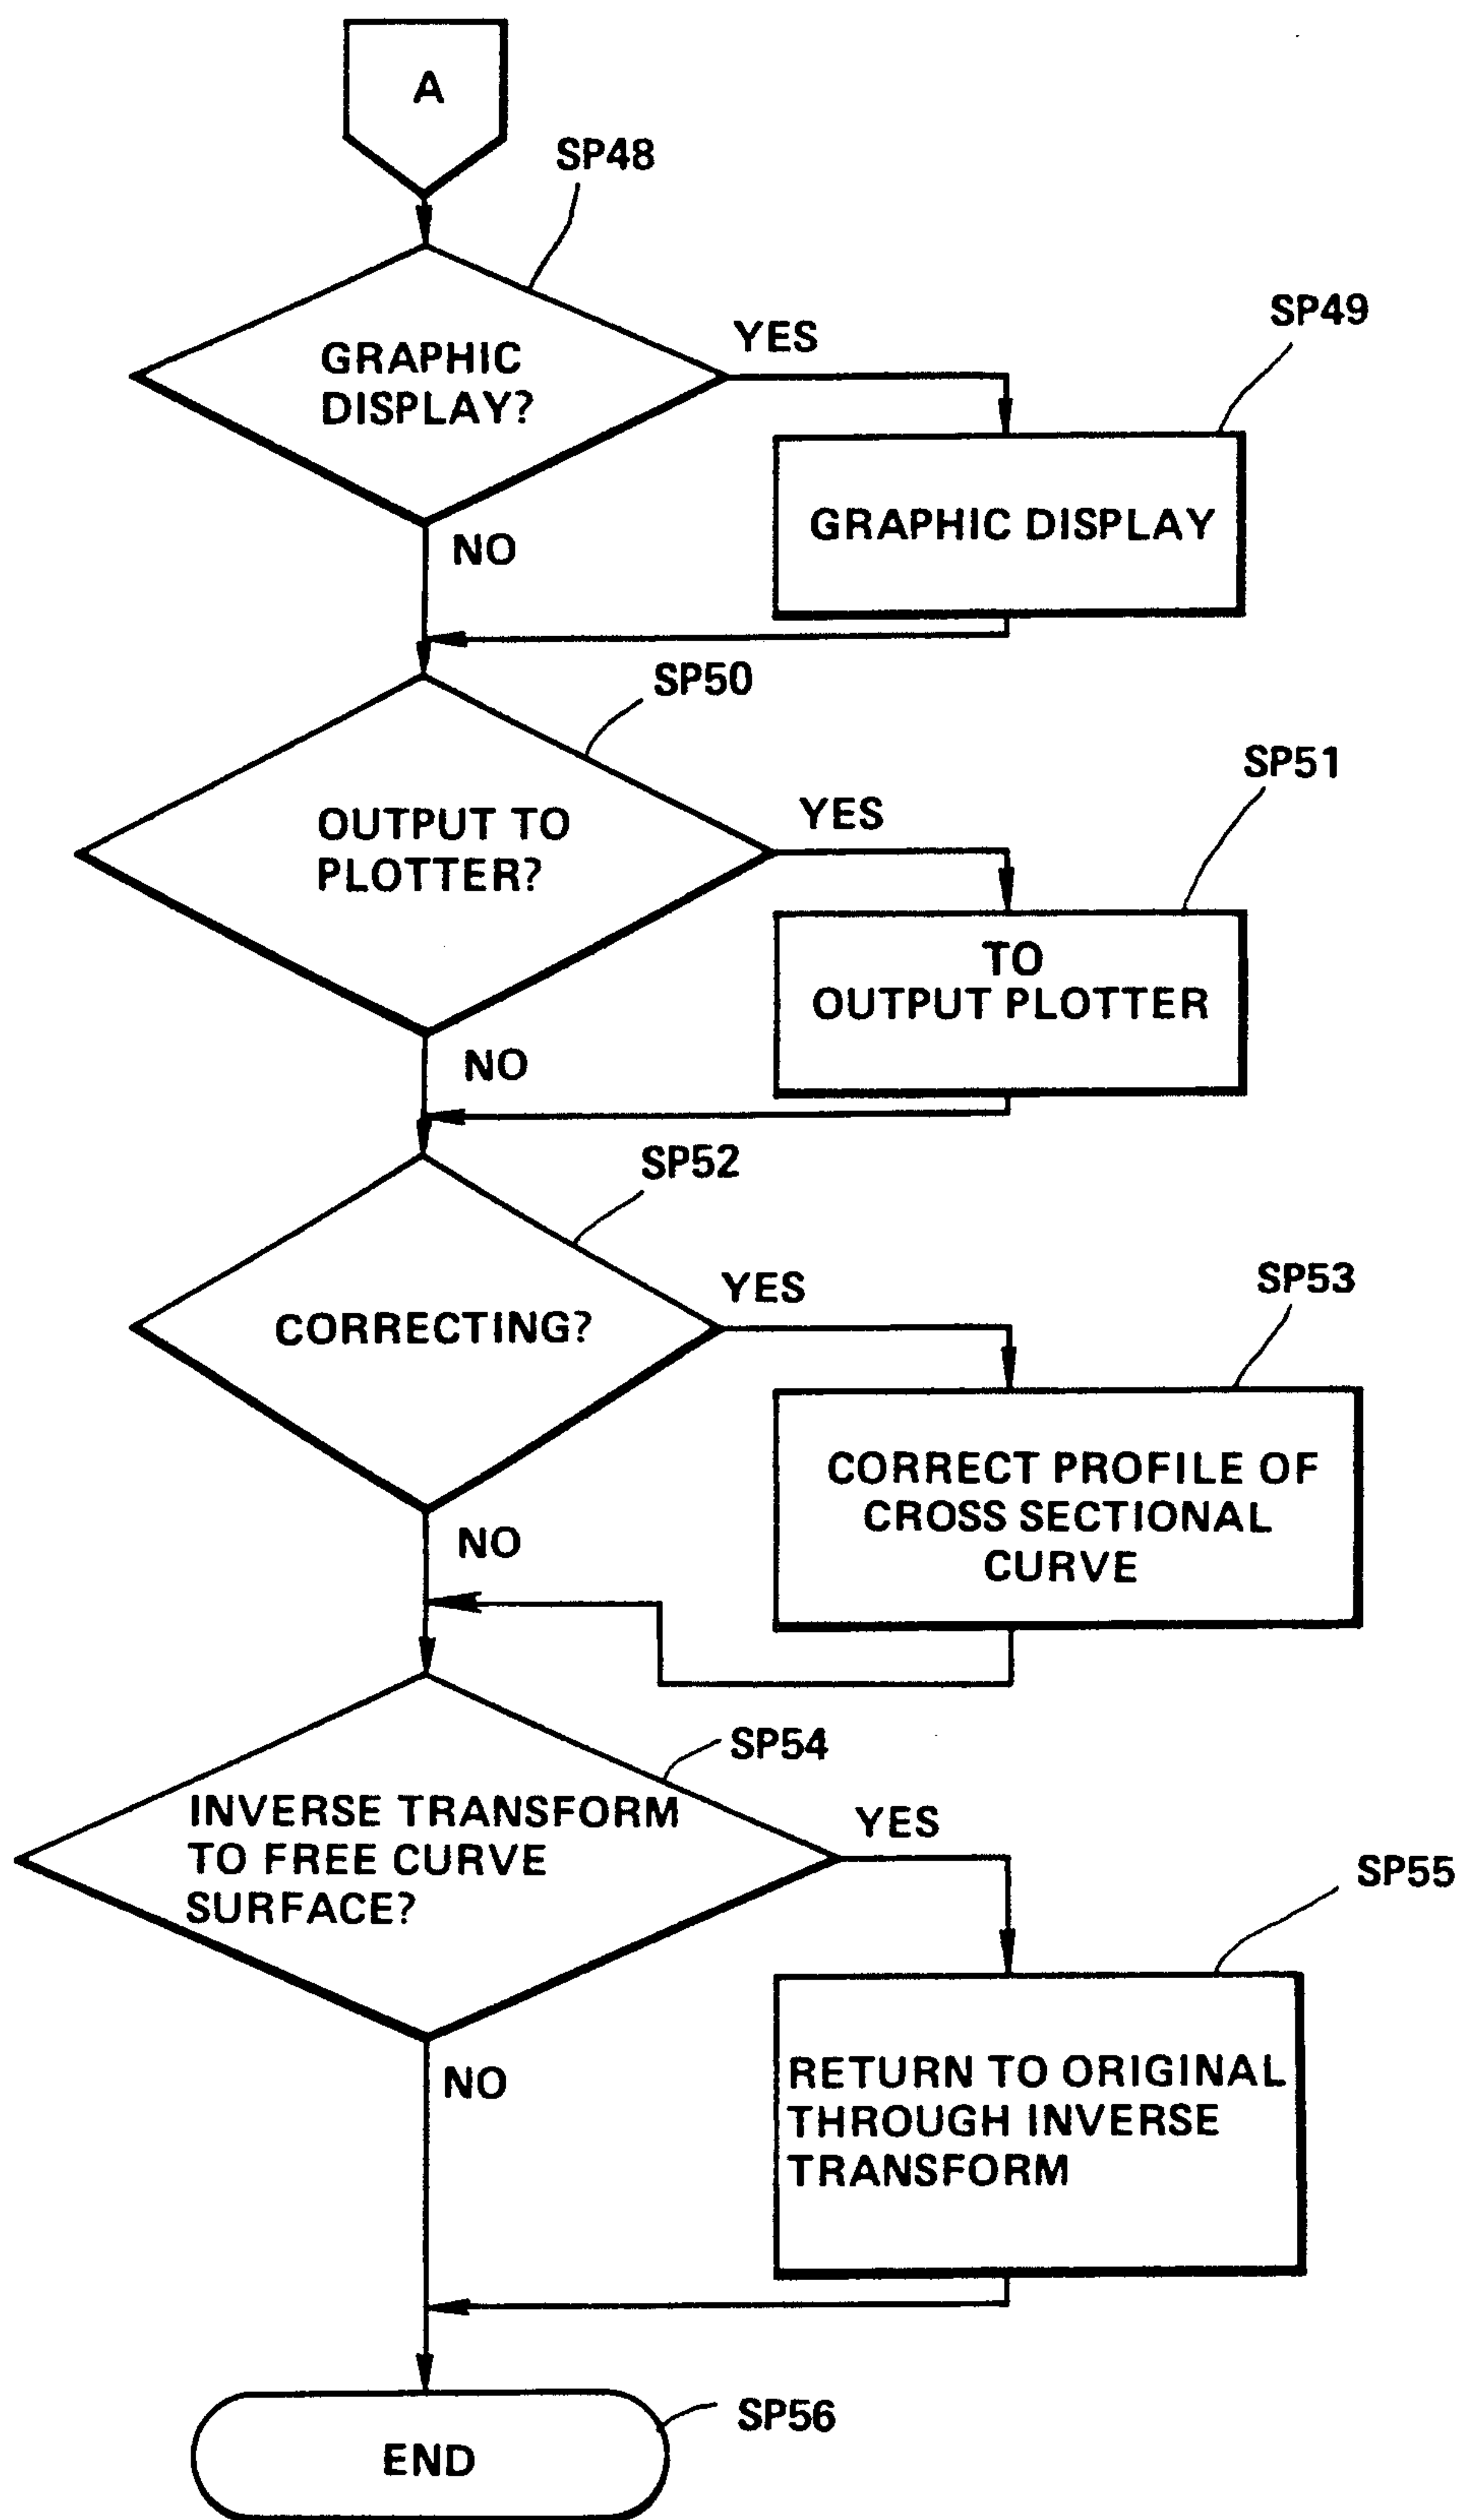 A
SP48
GRAPHIC
DISPLAY?
YES
SP49
GRAPHIC DISPLAY
NO
SP50
OUTPUT TO
PLOTTER?
YES
SP51
TO
OUTPUT PLOTTER
NO
SP52
CORRECTING?
YES
SP53
CORRECT PROFILE OF
CROSS SECTIONAL
CURVE
NO
SP54
INVERSE TRANSFORM
TO FREE CURVE
SURFACE?
YES
SP55
RETURN TO ORIGINAL
THROUGH INVERSE
TRANSFORM
NO
SP56
END